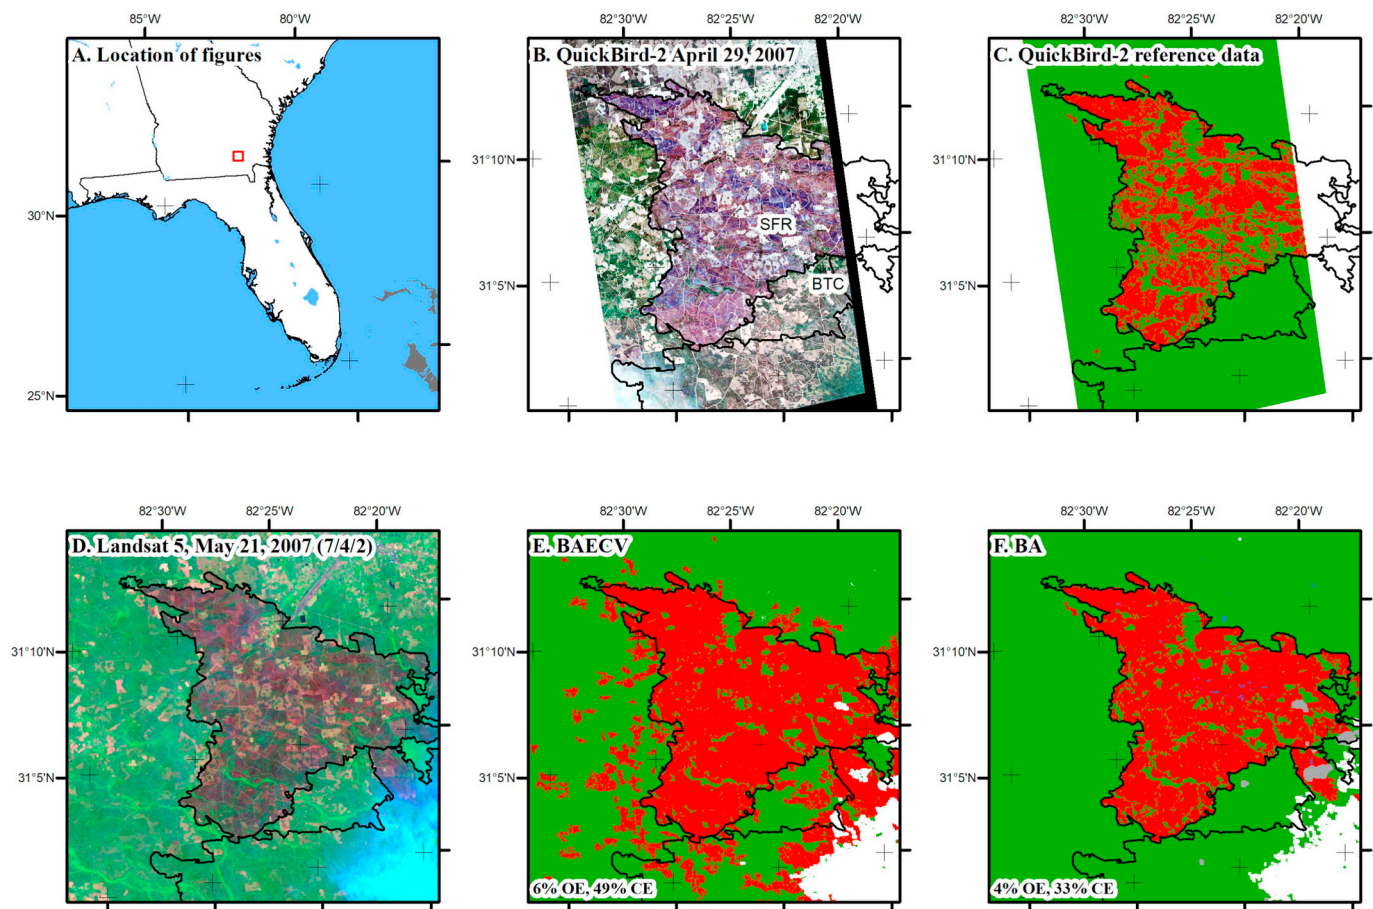 85°W 80°W
82°30'W 82°25'W 82°20'W
82°30'W 82°25'W 82°20'W
A. Location of figures
B. QuickBird-2 April 29, 2007
C. QuickBird-2 reference data
30°N
25°N
31°10'N
31°5'N
SFR
BTC
31°10'N
31°5'N
82°30'W 82°25'W 82°20'W
82°30'W 82°25'W 82°20'W
82°30'W 82°25'W 82°20'W
D. Landsat 5, May 21, 2007 (7/4/2)
E. BAECV
F. BA
31°10'N
31°5'N
31°10'N
31°5'N
6% OE, 49% CE
31°10'N
31°5'N
4% OE, 33% CE